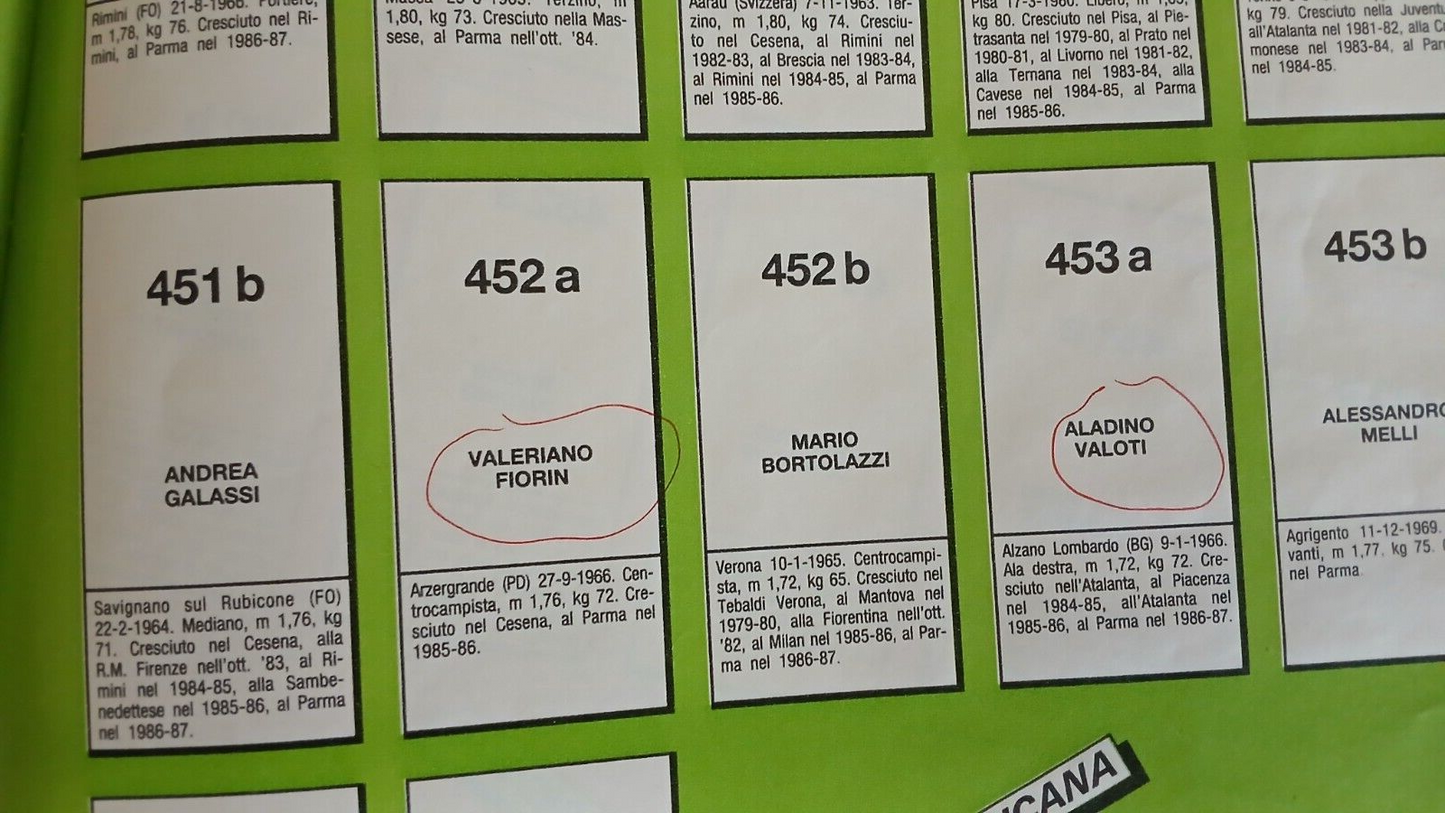 Rimini (FO) 21-8-1966. Portiere,
m 1,78, kg 76. Cresciuto nel Ri-
mini, al Parma nel 1986-87.
1,80, kg 73. Cresciuto nella Mas-
sese, al Parma nell'ott. '84.
Aarau (Svizzera) 7-11-1963. Ter-
zino, m 1,80, kg 74. Cresciu-
to nel Cesena, al Rimini nel
1982-83, al Brescia nel 1983-84,
al Rimini nel 1984-85, al Parma
nel 1985-86.
Pisa 17-3-1960. Libero, m 1,83,
kg 80. Cresciuto nel Pisa, al Pie-
trasanta nel 1979-80, al Prato nel
1980-81, al Livorno nel 1981-82,
alla Ternana nel 1983-84, alla
Cavese nel 1984-85, al Parma
nel 1985-86.
kg 79. Cresciuto nella Juventu
all'Atalanta nel 1981-82, alla C
monese nel 1983-84, al Par
nel 1984-85.
451 b
ANDREA
GALASSI
Savignano sul Rubicone (FO)
22-2-1964. Mediano, m 1,76, kg
71. Cresciuto nel Cesena, alla
R.M. Firenze nell'ott. '83, al Ri-
mini nel 1984-85, alla Sambe-
nedettese nel 1985-86, al Parma
nel 1986-87.
452 a
VALERIANO
FIORIN
Arzergrande (PD) 27-9-1966. Cen-
trocampista, m 1,76, kg 72. Cre-
sciuto nel Cesena, al Parma nel
1985-86.
452 b
MARIO
BORTOLAZZI
Verona 10-1-1965. Centrocampi-
sta, m 1,72, kg 65. Cresciuto nel
Tebaldi Verona, al Mantova nel
1979-80, alla Fiorentina nell'ott.
'82, al Milan nel 1985-86, al Par-
ma nel 1986-87.
453 a
ALADINO
VALOTI
Alzano Lombardo (BG) 9-1-1966.
Ala destra, m 1,72, kg 72. Cre-
sciuto nell'Atalanta, al Piacenza
nel 1984-85, all'Atalanta nel
1985-86, al Parma nel 1986-87.
453 b
ALESSANDRO
MELLI
Agrigento 11-12-1969.
vanti, m 1,77, kg 75.
nel Parma.
ICANA